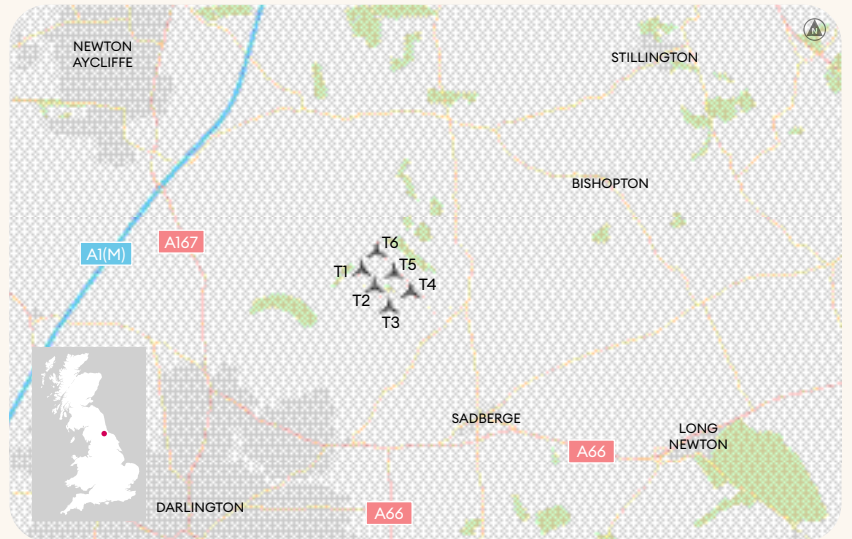 NEWTON
AYCLIFFE
N
STILLINGTON
BISHOPTON
A167
A1(M)
T6
T5
T1
T4
T2
T3
SADBERGE
LONG
NEWTON
A66
DARLINGTON
A66